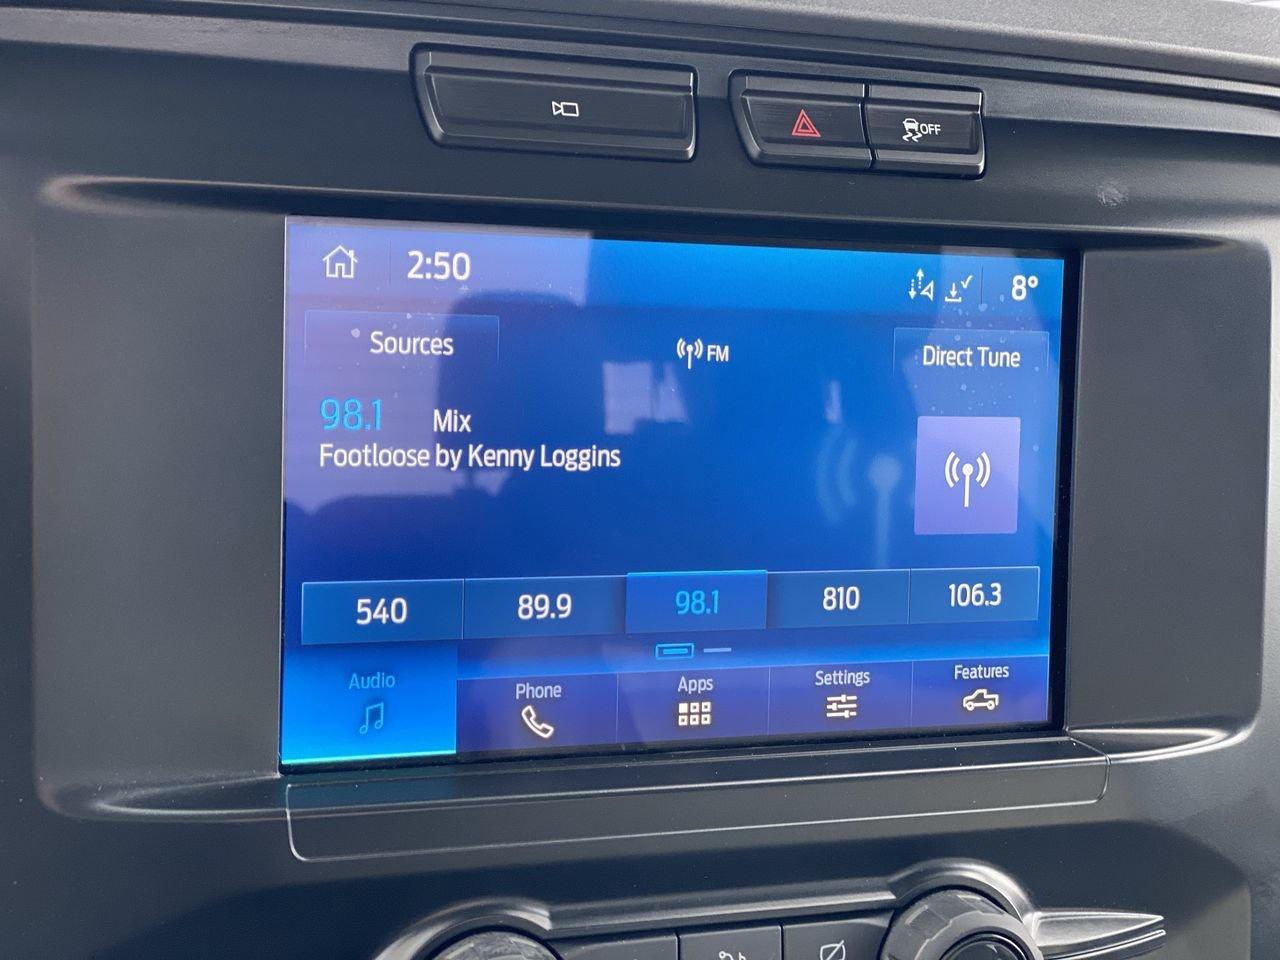 OFF
2:50
8°
Sources
FM
Direct Tune
98.1 Mix
Footloose by Kenny Loggins
540 89.9 98.1 810 106.3
Audio Phone Apps Settings Features